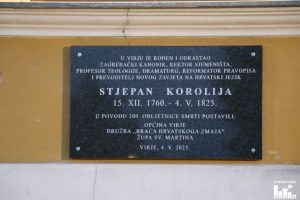 U VIRJU JE ROĐEN I ODRASTAO
ZAGREBAČKI KANONIK, REKTOR SJEMENIŠTA,
PROFESOR TEOLOGIJE, DRAMATURG, REFORMATOR PRAVOPISA
I PREVODITELJ NOVOG ZAVJETA NA HRVATSKI JEZIK
STJEPAN KOROLIJA
15. XII. 1760. - 4. V. 1825.
U POVODU 200. OBLJETNICE SMRTI POSTAVILI:
OPĆINA VIRJE
DRUŽBA „BRAĆA HRVATSKOGA ZMAJA"
ŽUPA SV. MARTINA
VIRJE, 4. V. 2025.